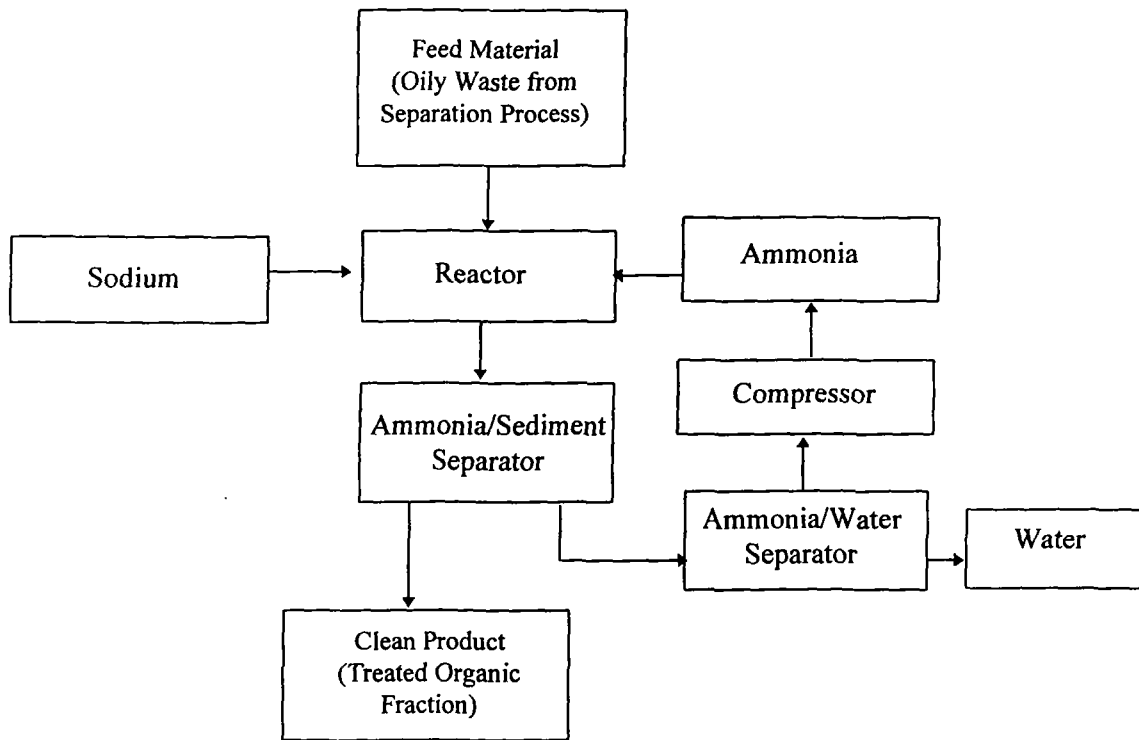 Feed Material
(Oily Waste from
Separation Process)
Sodium
Reactor
Ammonia
Compressor
Ammonia/Sediment
Separator
Ammonia/Water
Separator
Water
Clean Product
(Treated Organic
Fraction)